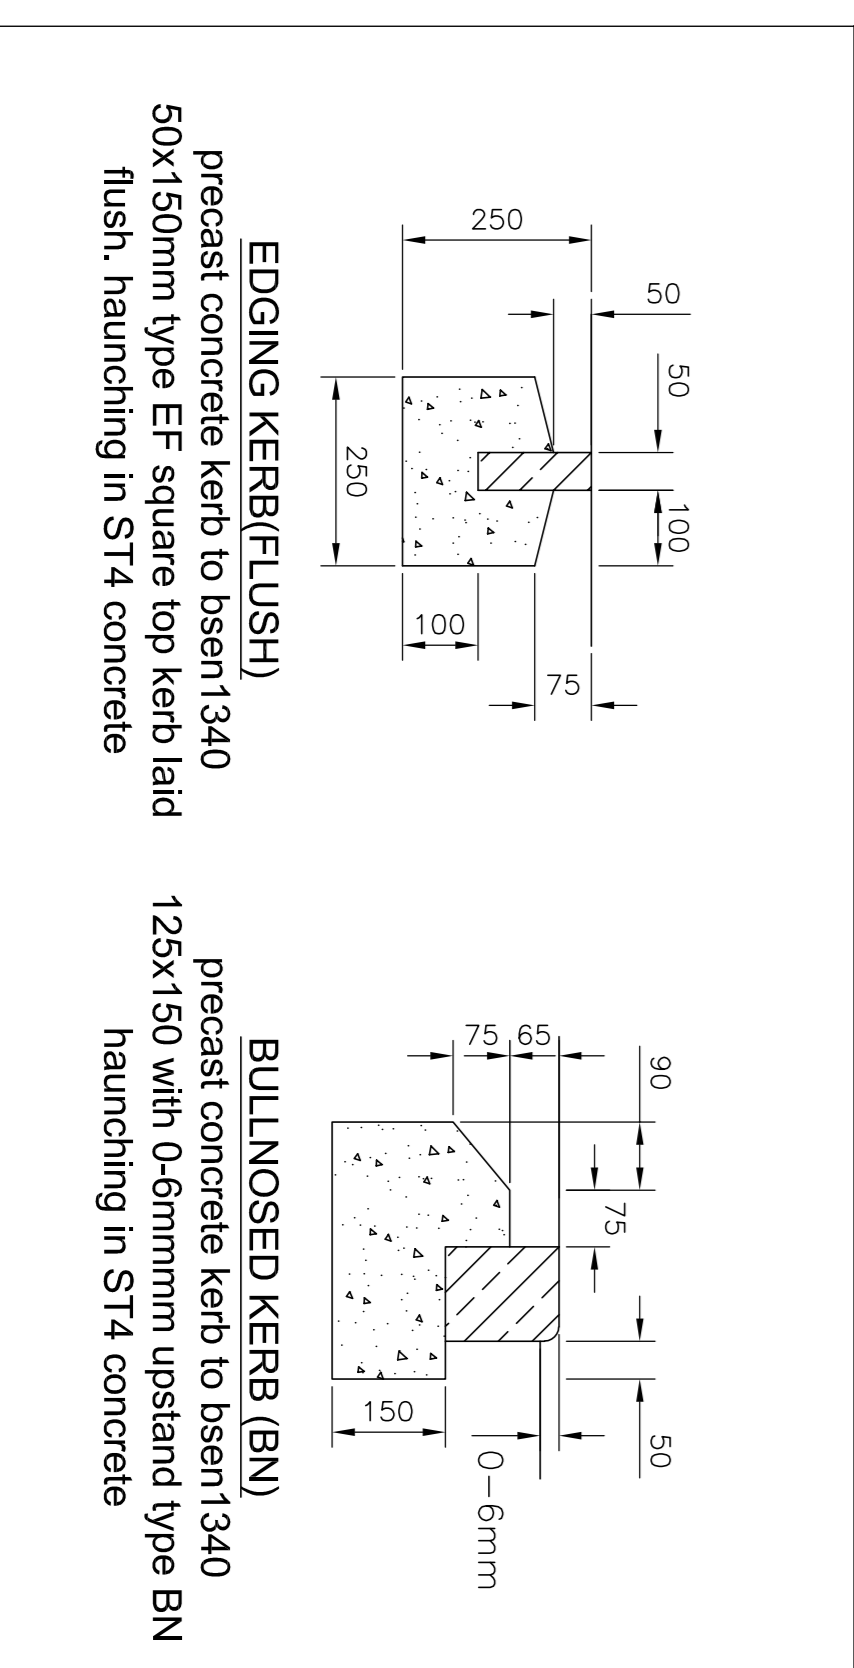 250
50
50
100
250
100
75
EDGING KERB(FLUSH)
precast concrete kerb to bsen1340
50x150mm type EF square top kerb laid
flush. haunching in ST4 concrete
90
75
65
75
50
150
0-6mm
BULLNOSED KERB (BN)
precast concrete kerb to bsen1340
125x150 with 0-6mmmm upstand type BN
haunching in ST4 concrete